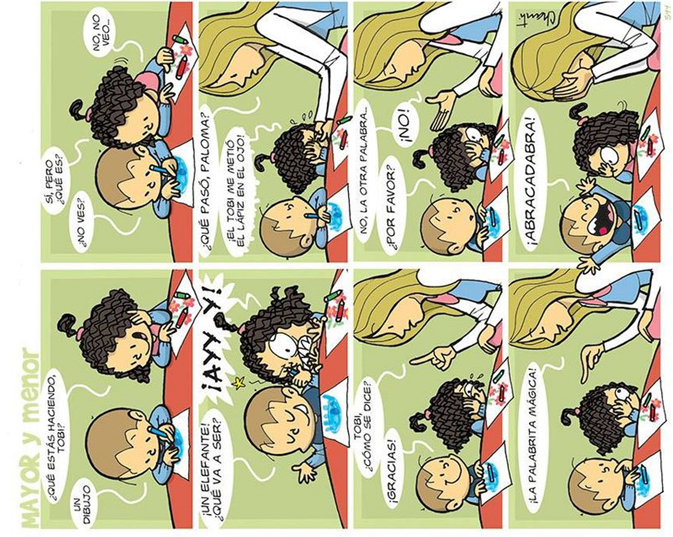 MAYOR y menor
¿QUÉ ESTÁS HACIENDO,
TOBI?
UN
DIBUJO
SÍ, PERO
¿QUÉ ES?
¿NO VES?
NO, NO
VEO...
¡UN ELEFANTE!
¿QUÉ VA A SER?
¡AYYY!
¿QUÉ PASÓ, PALOMA?
¡EL TOBI ME METIÓ
EL LÁPIZ EN EL OJO!
TOBI,
¿CÓMO SE DICE?
¡GRACIAS!
NO, LA OTRA PALABRA...
¿POR FAVOR?
¡NO!
¡LA PALABRITA MÁGICA!
¡ABRACADABRA!
Chanti